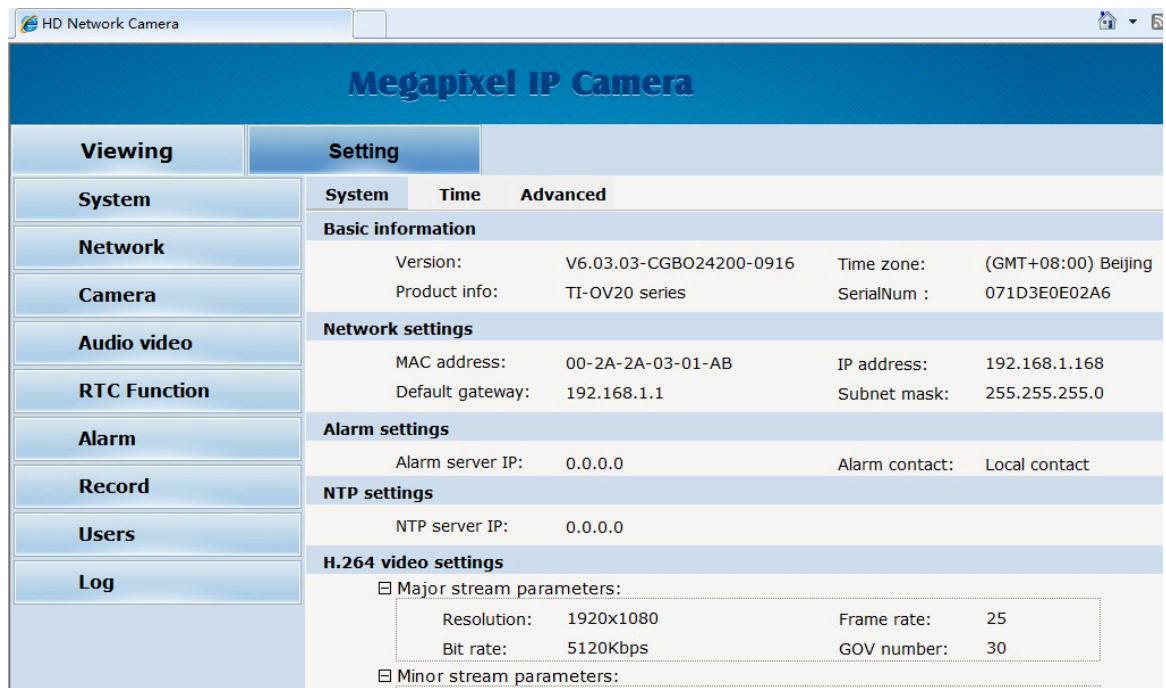 HD Network Camera
Megapixel IP Camera
Viewing Setting
System
Network
Camera
Audio video
RTC Function
Alarm
Record
Users
Log
System Time Advanced
Basic information
Version: V6.03.03-CGBO24200-0916 Time zone: (GMT+08:00) Beijing
Product info: TI-OV20 series SerialNum : 071D3E0E02A6
Network settings
MAC address: 00-2A-2A-03-01-AB IP address: 192.168.1.168
Default gateway: 192.168.1.1 Subnet mask: 255.255.255.0
Alarm settings
Alarm server IP: 0.0.0.0 Alarm contact: Local contact
NTP settings
NTP server IP: 0.0.0.0
H.264 video settings
Major stream parameters:
Resolution: 1920x1080 Frame rate: 25
Bit rate: 5120Kbps GOV number: 30
Minor stream parameters: